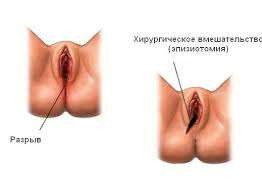 Хирургическое вмешательство
(эпизиотомия)
Разрыв